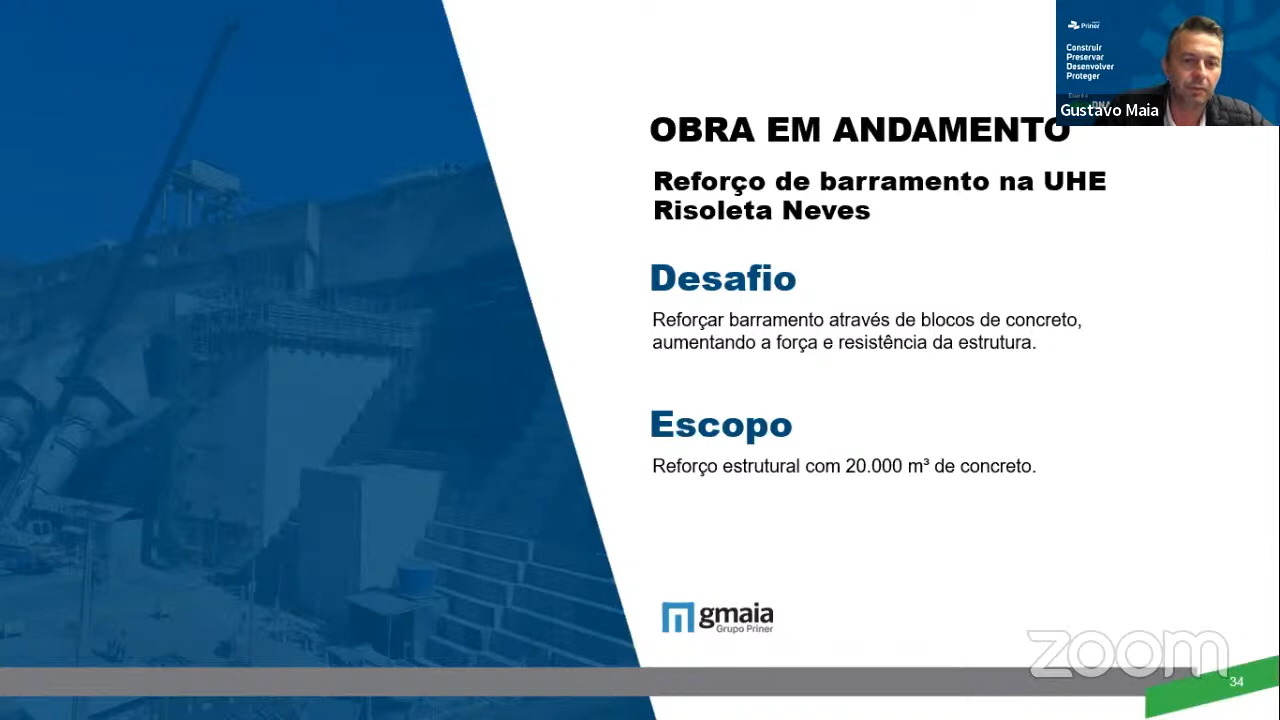 Priner
Construir
Preservar
Desenvolver
Proteger
Gustavo Maia
OBRA EM ANDAMENTO
Reforço de barramento na UHE
Risoleta Neves
Desafio
Reforçar barramento através de blocos de concreto,
aumentando a força e resistência da estrutura.
Escopo
Reforço estrutural com 20.000 m³ de concreto.
gmaia
Grupo Priner
zoom
34